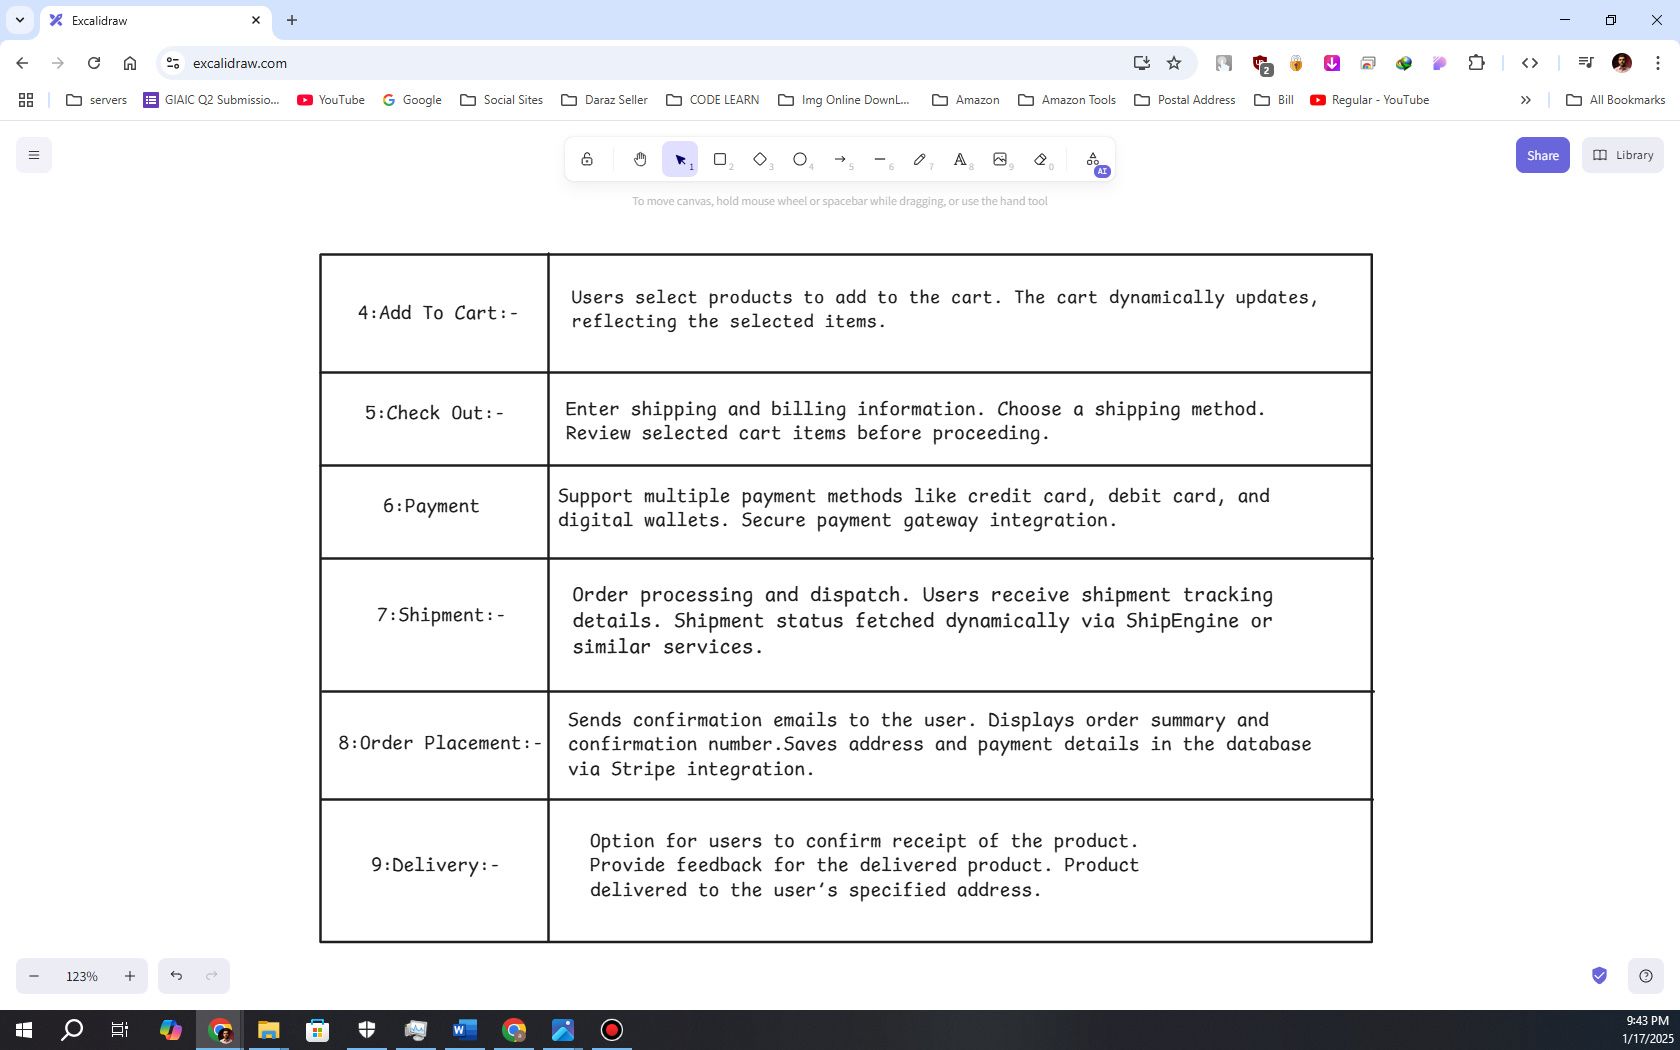 Excalidraw
excalidraw.com
2
servers
GIAIC Q2 Submissio...
YouTube
Google
Social Sites
Daraz Seller
CODE LEARN
Img Online DownL...
Amazon
Amazon Tools
Postal Address
Bill
Regular - YouTube
All Bookmarks
1
2
3
4
5
6
7
8
9
0
AI
Share
Library
To move canvas, hold mouse wheel or spacebar while dragging, or use the hand tool
4:Add To Cart:-
Users select products to add to the cart. The cart dynamically updates,
reflecting the selected items.
5:Check Out:-
Enter shipping and billing information. Choose a shipping method.
Review selected cart items before proceeding.
6:Payment
Support multiple payment methods like credit card, debit card, and
digital wallets. Secure payment gateway integration.
7:Shipment:-
Order processing and dispatch. Users receive shipment tracking
details. Shipment status fetched dynamically via ShipEngine or
similar services.
8:Order Placement:-
Sends confirmation emails to the user. Displays order summary and
confirmation number.Saves address and payment details in the database
via Stripe integration.
9:Delivery:-
Option for users to confirm receipt of the product.
Provide feedback for the delivered product. Product
delivered to the user's specified address.
123%
9:43 PM
1/17/2025